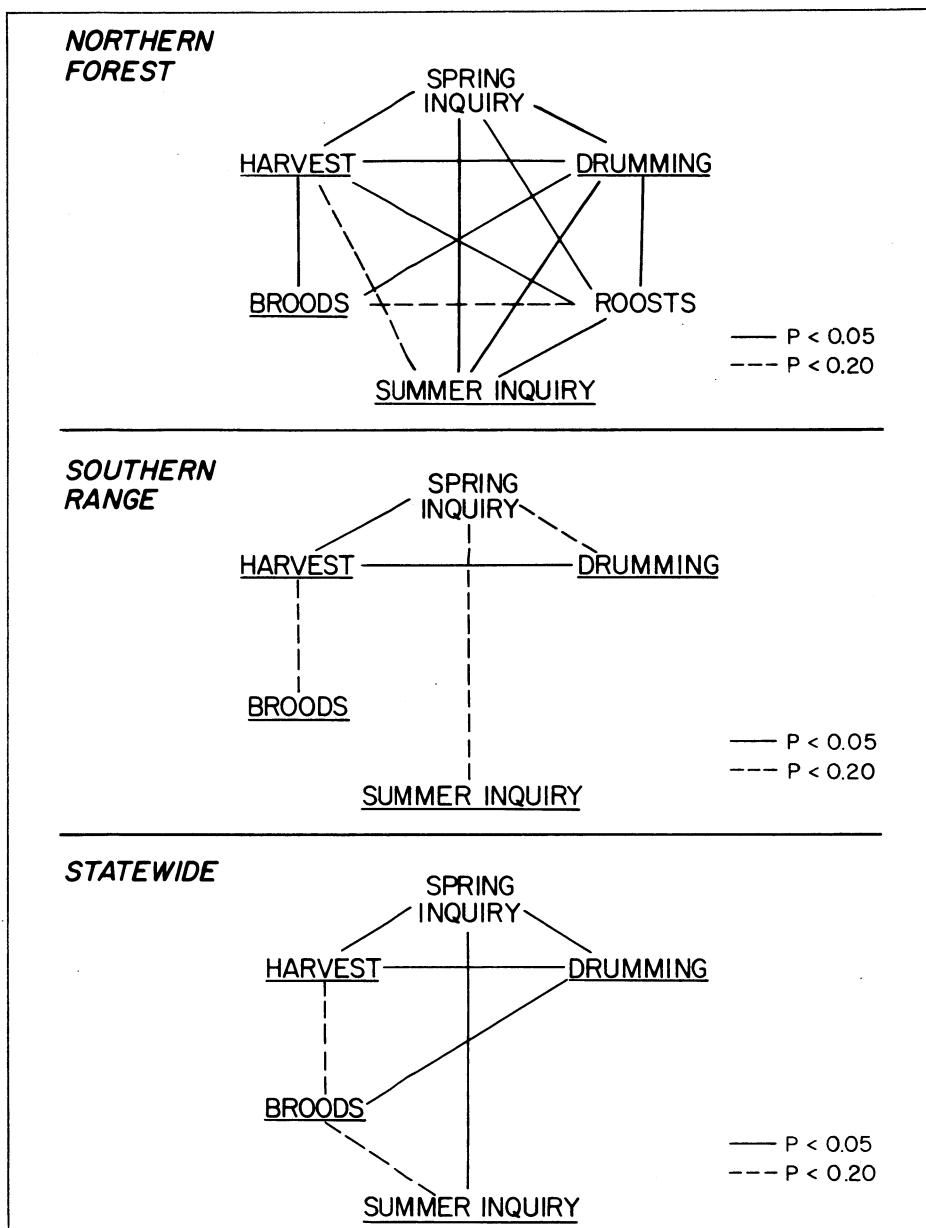 NORTHERN
FOREST
SPRING
INQUIRY
HARVEST
DRUMMING
BROODS
ROOSTS
P < 0.05
P < 0.20
SUMMER INQUIRY
SOUTHERN
RANGE
SPRING
INQUIRY
HARVEST
DRUMMING
BROODS
P < 0.05
P < 0.20
SUMMER INQUIRY
STATEWIDE
SPRING
INQUIRY
HARVEST
DRUMMING
BROODS
P < 0.05
P < 0.20
SUMMER INQUIRY